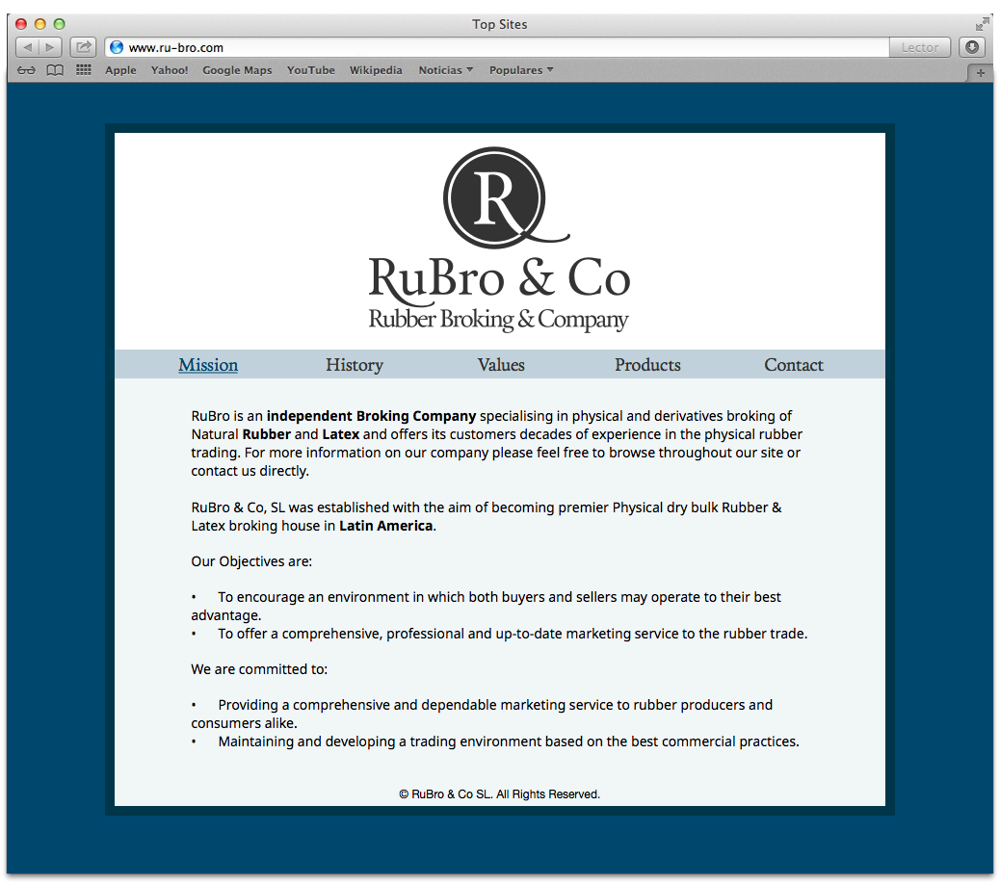 Top Sites
www.ru-bro.com
Lector
Apple Yahoo! Google Maps YouTube Wikipedia Noticias Populares
R
RuBro & Co
Rubber Broking & Company
Mission History Values Products Contact
RuBro is an independent Broking Company specialising in physical and derivatives broking of
Natural Rubber and Latex and offers its customers decades of experience in the physical rubber
trading. For more information on our company please feel free to browse throughout our site or
contact us directly.
RuBro & Co, SL was established with the aim of becoming premier Physical dry bulk Rubber &
Latex broking house in Latin America.
Our Objectives are:
• To encourage an environment in which both buyers and sellers may operate to their best
advantage.
• To offer a comprehensive, professional and up-to-date marketing service to the rubber trade.
We are committed to:
• Providing a comprehensive and dependable marketing service to rubber producers and
consumers alike.
• Maintaining and developing a trading environment based on the best commercial practices.
© RuBro & Co SL. All Rights Reserved.